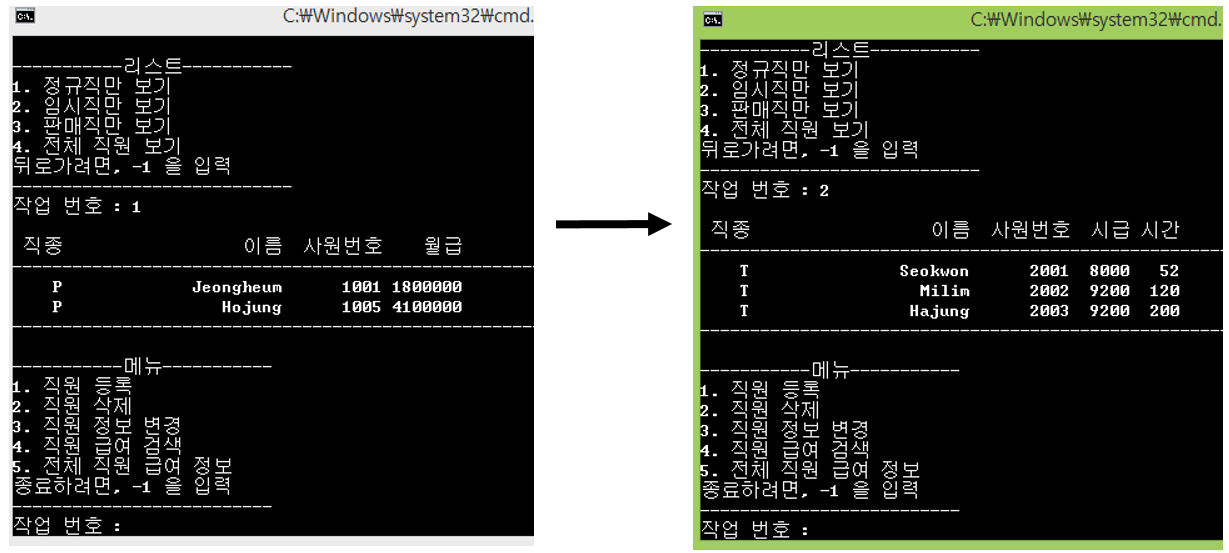 C:₩Windows₩system32₩cmd.
-----------리스트-----------
1. 정규직만 보기
2. 임시직만 보기
3. 판매직만 보기
4. 전체 직원 보기
뒤로가려면, -1 을 입력
----------------------------
작업 번호 : 1
직종 이름 사원번호 월급
P Jeongheum 1001 1800000
P Hojung 1005 4100000
-----------메뉴-----------
1. 직원 등록
2. 직원 삭제
3. 직원 정보 변경
4. 직원 급여 검색
5. 전체 직원 급여 정보
종료하려면, -1 을 입력
--------------------------
작업 번호 :
C:₩Windows₩system32₩cmd.
-----------리스트-----------
1. 정규직만 보기
2. 임시직만 보기
3. 판매직만 보기
4. 전체 직원 보기
뒤로가려면, -1 을 입력
----------------------------
작업 번호 : 2
직종 이름 사원번호 시급 시간
T Seokwon 2001 8000 52
T Milim 2002 9200 120
T Hajung 2003 9200 200
-----------메뉴-----------
1. 직원 등록
2. 직원 삭제
3. 직원 정보 변경
4. 직원 급여 검색
5. 전체 직원 급여 정보
종료하려면, -1 을 입력
--------------------------
작업 번호 :